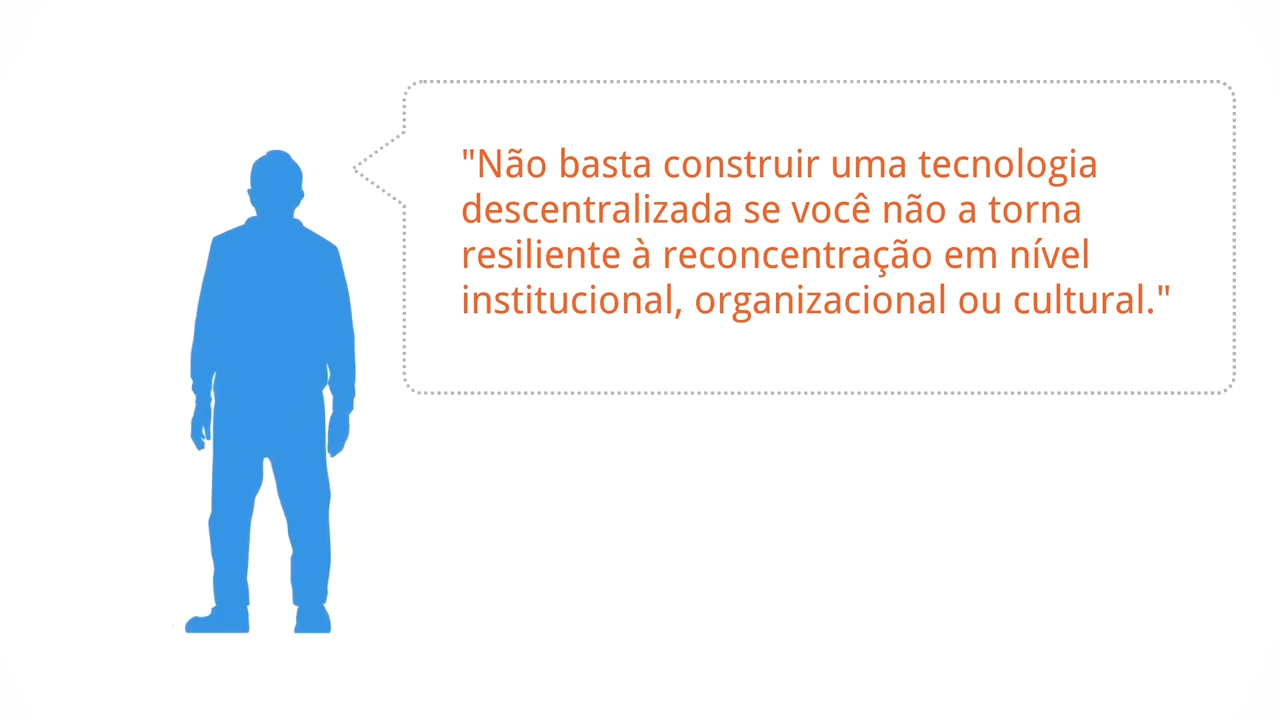 "Não basta construir uma tecnologia
descentralizada se você não a torna
resiliente à reconcentração em nível
institucional, organizacional ou cultural."